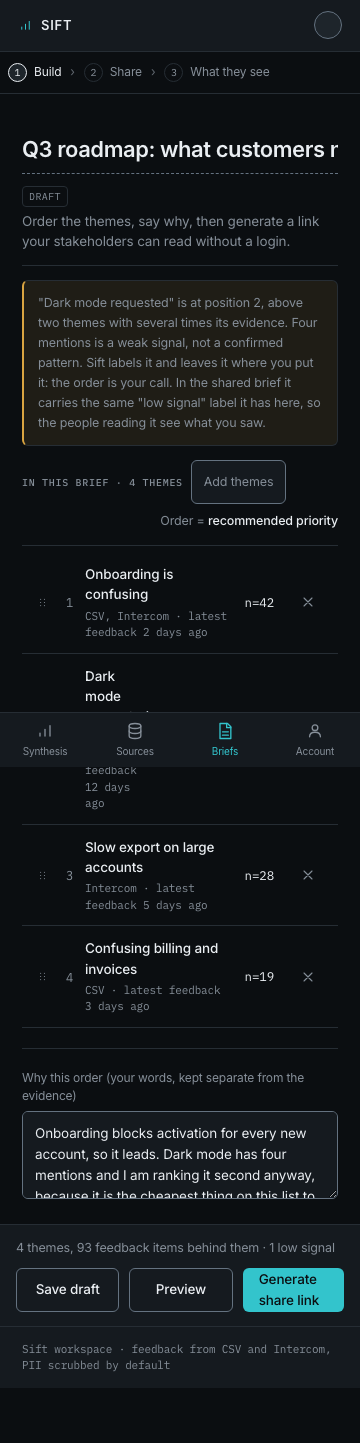 SIFT
1 Build › 2 Share › 3 What they see
Q3 roadmap: what customers r
DRAFT
Order the themes, say why, then generate a link
your stakeholders can read without a login.
"Dark mode requested" is at position 2, above
two themes with several times its evidence. Four
mentions is a weak signal, not a confirmed
pattern. Sift labels it and leaves it where you put
it: the order is your call. In the shared brief it
carries the same "low signal" label it has here, so
the people reading it see what you saw.
IN THIS BRIEF · 4 THEMES
Add themes
Order = recommended priority
1
Onboarding is
confusing
CSV, Intercom · latest
feedback 2 days ago
n=42
Dark
mode
Synthesis
Sources
Briefs
Account
feedback
12 days
ago
3
Slow export on large
accounts
Intercom · latest
feedback 5 days ago
n=28
4
Confusing billing and
invoices
CSV · latest feedback
3 days ago
n=19
Why this order (your words, kept separate from the
evidence)
Onboarding blocks activation for every new
account, so it leads. Dark mode has four
mentions and I am ranking it second anyway,
because it is the cheapest thing on this list to
4 themes, 93 feedback items behind them · 1 low signal
Save draft
Preview
Generate
share link
Sift workspace · feedback from CSV and Intercom,
PII scrubbed by default